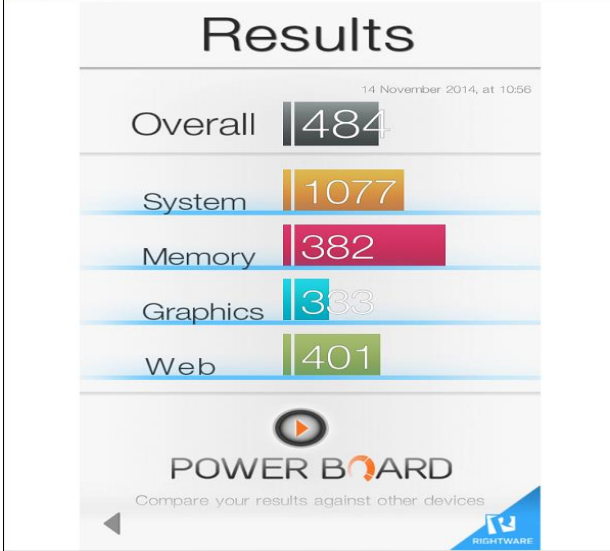 Results
14 November 2014, at 10:56
Overall 484
System 1077
Memory 382
Graphics 333
Web 401
POWER BOARD
Compare your results against other devices
RIGHTWARE